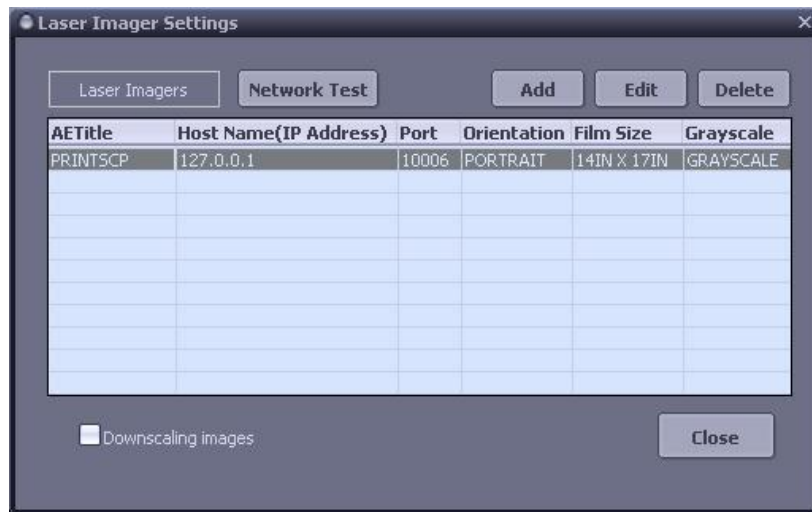 Laser Imager Settings
Laser Imagers Network Test Add Edit Delete
AETitle Host Name(IP Address) Port Orientation Film Size Grayscale
PRINTSCP 127.0.0.1 10006 PORTRAIT 14IN X 17IN GRAYSCALE
Downscaling images Close